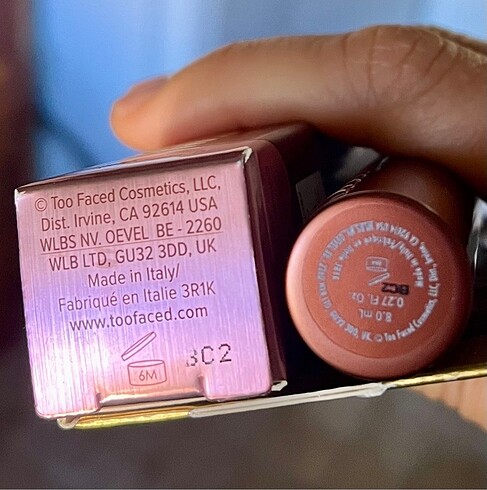 © Too Faced Cosmetics, LLC,
Dist. Irvine, CA 92614 USA
WLBS NV. OEVEL BE - 2260
WLB LTD, GU32 3DD, UK
Made in Italy/
Fabriqué en Italie 3R1K
www.toofaced.com
6M
BC2
BC2
0.27 Fl. Oz
8.0 mL